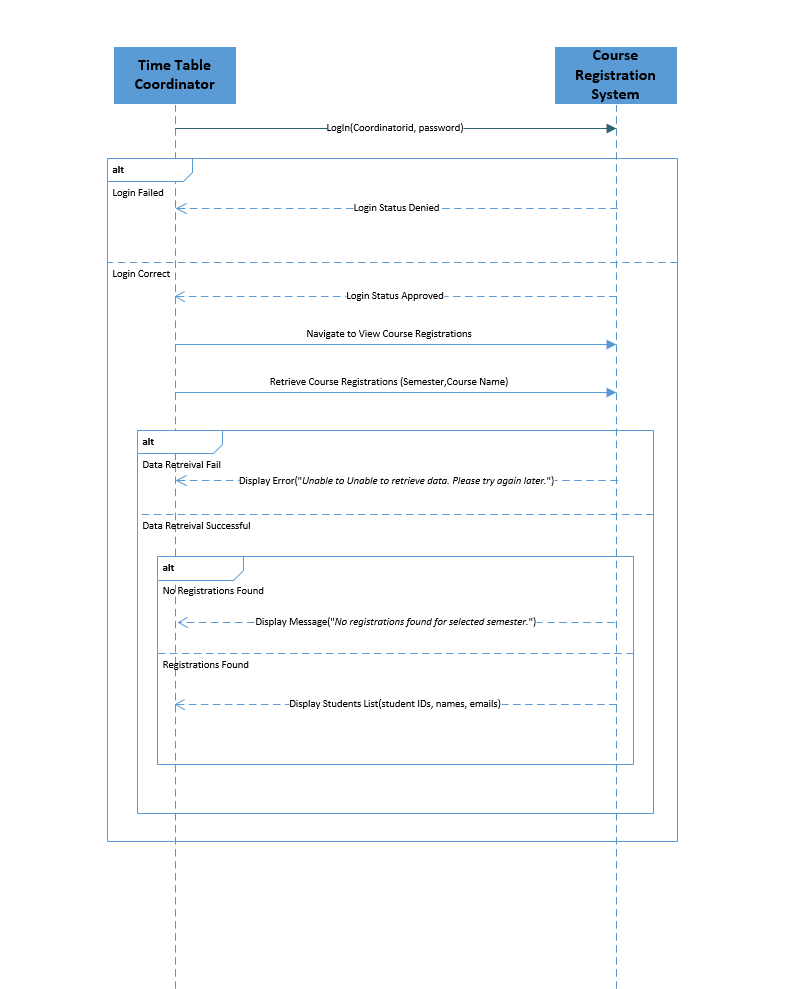 Time Table
Coordinator
Course
Registration
System
LogIn(Coordinatorid, password)
alt
Login Failed
Login Status Denied
Login Correct
Login Status Approved
Navigate to View Course Registrations
Retrieve Course Registrations (Semester,Course Name)
alt
Data Retreival Fail
Display Error("Unable to Unable to retrieve data. Please try again later.")
Data Retreival Successful
alt
No Registrations Found
Display Message("No registrations found for selected semester.")
Registrations Found
Display Students List(student IDs, names, emails)